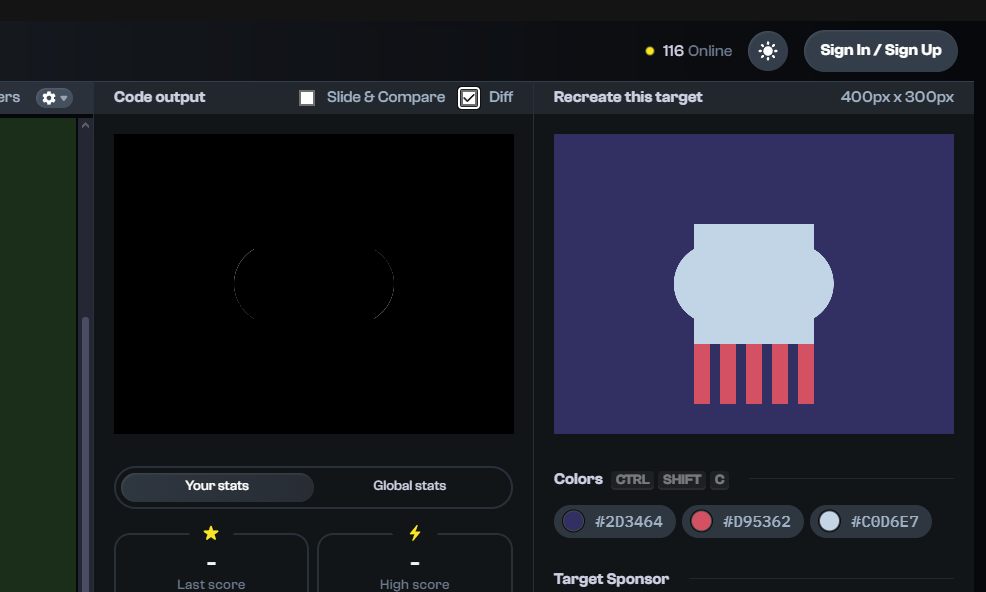 116 Online
Sign In / Sign Up
ers
Code output
Slide & Compare
Diff
Recreate this target
400px x 300px
Your stats
Global stats
-
Last score
-
High score
Colors CTRL SHIFT C
#2D3464
#D95362
#C0D6E7
Target Sponsor